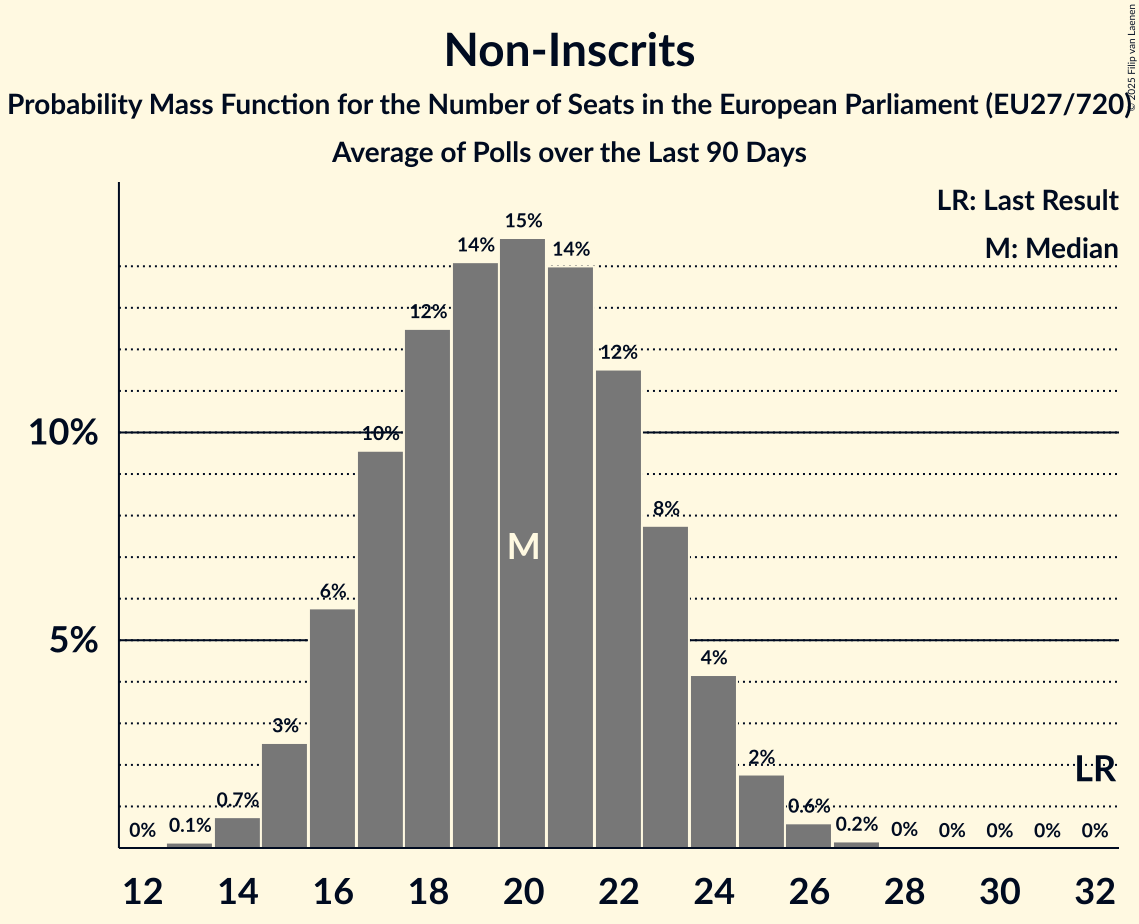 Non-Inscrits
Probability Mass Function for the Number of Seats in the European Parliament (EU27/720)
Average of Polls over the Last 90 Days
© 2025 Filip van Laenen
LR: Last Result
M: Median
15%
14%
14%
12%
12%
10%
10%
8%
M
6%
5%
4%
3%
2%
LR
0.7%
0.6%
0%
0.1%
0.2%
0%
0%
0%
0%
0%
12 14 16 18 20 22 24 26 28 30 32